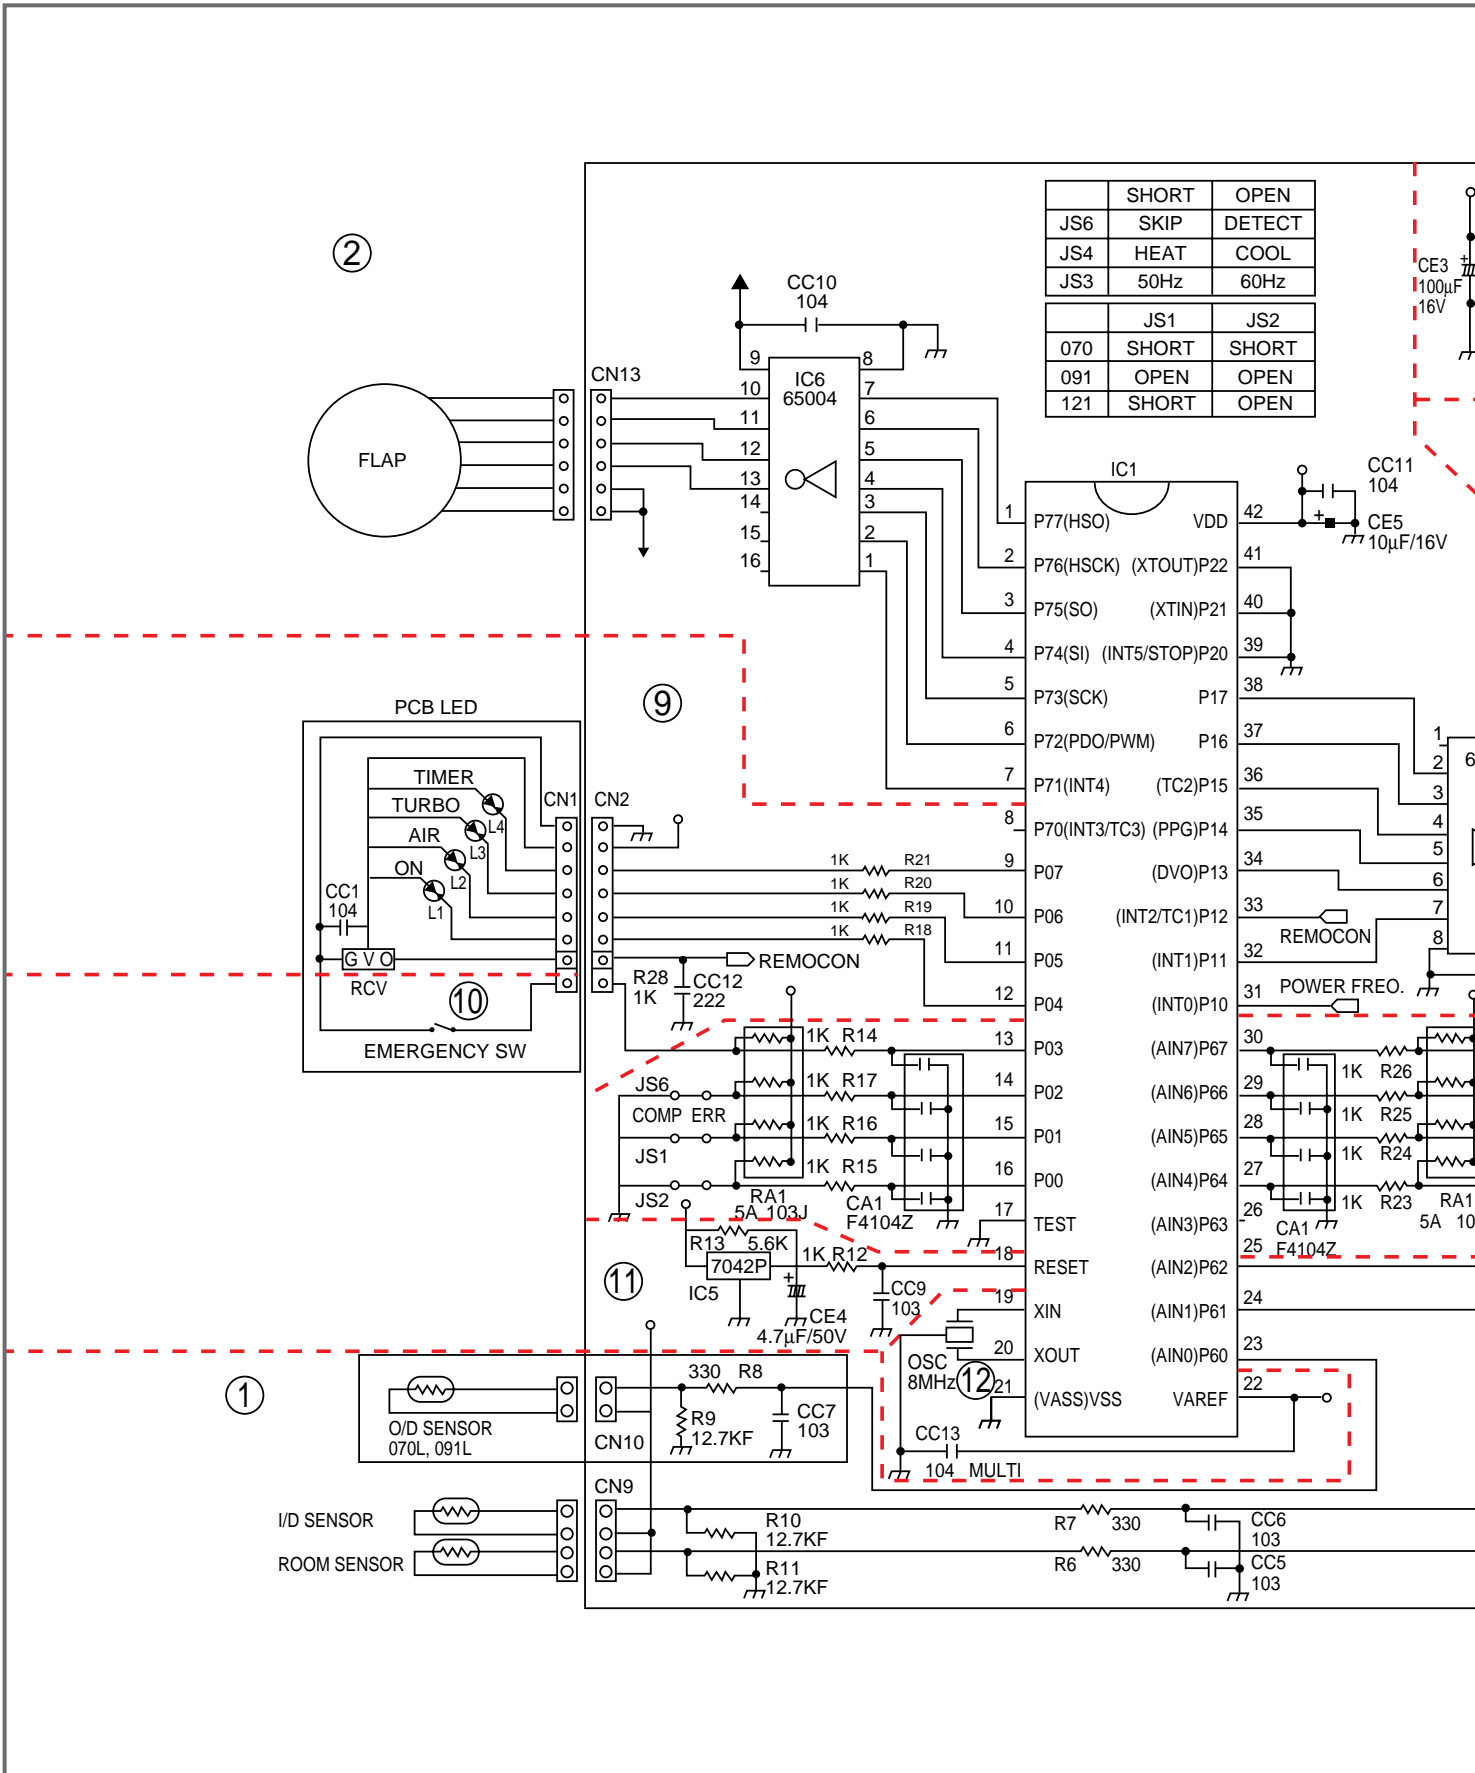 SHORT OPEN
JS6 SKIP DETECT
JS4 HEAT COOL
JS3 50Hz 60Hz
JS1 JS2
070 SHORT SHORT
091 OPEN OPEN
121 SHORT OPEN
2
CE3
+
100μF
16V
CC10
104
9
10
11
12
13
14
15
16
IC6
65004
8
7
6
5
4
3
2
1
CN13
FLAP
IC1
CC11
104
+
CE5
10μF/16V
1 P77(HSO) VDD 42
2 P76(HSCK) (XTOUT)P22 41
3 P75(SO) (XTIN)P21 40
4 P74(SI) (INT5/STOP)P20 39
5 P73(SCK) P17 38
6 P72(PDO/PWM) P16 37
7 P71(INT4) (TC2)P15 36
8 P70(INT3/TC3) (PPG)P14 35
9 P07 (DVO)P13 34
10 P06 (INT2/TC1)P12 33
11 P05 (INT1)P11 32
12 P04 (INT0)P10 31
13 P03 (AIN7)P67 30
14 P02 (AIN6)P66 29
15 P01 (AIN5)P65 28
16 P00 (AIN4)P64 27
17 TEST (AIN3)P63 26
18 RESET (AIN2)P62 25
19 XIN (AIN1)P61 24
20 XOUT (AIN0)P60 23
21 (VASS)VSS VAREF 22
REMOCON
POWER FREO.
1
2
3
4
5
6
7
8
6
9
PCB LED
TIMER
TURBO
AIR
ON
L4
L3
L2
L1
CN1
CN2
CC1
104
G V O
RCV
10
EMERGENCY SW
1K R21
1K R20
1K R19
1K R18
REMOCON
R28
1K
CC12
222
1K R14
1K R17
1K R16
1K R15
JS6
COMP ERR
JS1
JS2
RA1
5A 103J
CA1
F4104Z
1K R26
R25
1K R24
1K R23
CA1
F4104Z
RA1
5A 10
R13 5.6K
7042P
IC5
1K R12
+
CE4
4.7μF/50V
CC9
103
11
OSC
8MHz
12
CC13
104 MULTI
1
O/D SENSOR
070L, 091L
CN10
330 R8
R9
12.7KF
CC7
103
CN9
I/D SENSOR
ROOM SENSOR
R10
12.7KF
R11
12.7KF
R7 330
R6 330
CC6
103
CC5
103